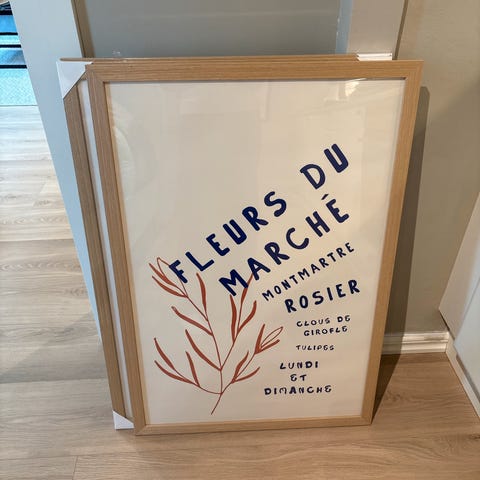 FLEURS DU
MARCHÉ
MONTMARTRE
ROSIER
CLOUS DE
GIROFLE
TULIPES
LUNDI
ET
DIMANCHE